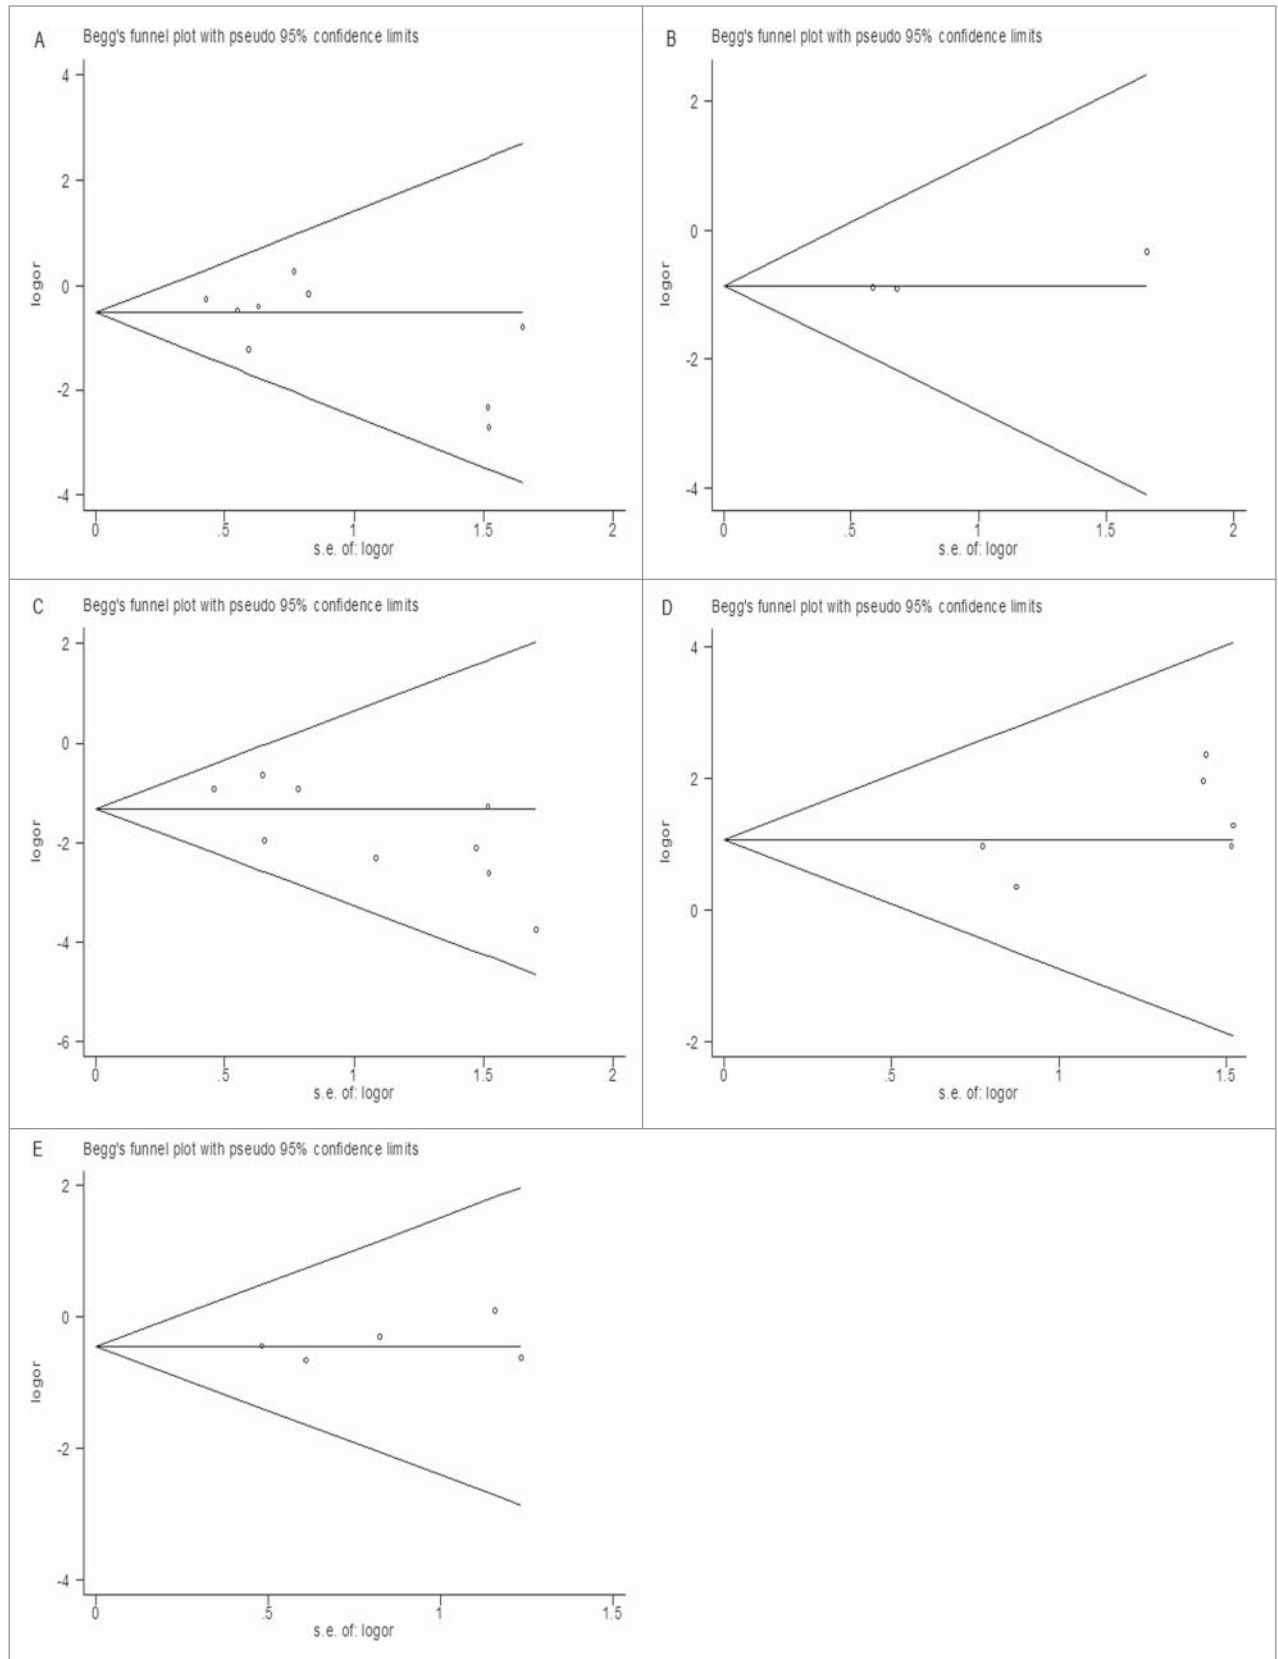 A Begg's funnel plot with pseudo 95% confidence limits
4
2
0
-2
-4
logor
0 .5 1 1.5 2
s.e. of: logor
B Begg's funnel plot with pseudo 95% confidence limits
2
0
-2
-4
logor
0 .5 1 1.5 2
s.e. of: logor
C Begg's funnel plot with pseudo 95% confidence limits
2
0
-2
-4
-6
logor
0 .5 1 1.5 2
s.e. of: logor
D Begg's funnel plot with pseudo 95% confidence limits
4
2
0
-2
logor
0 .5 1 1.5
s.e. of: logor
E Begg's funnel plot with pseudo 95% confidence limits
2
0
-2
-4
logor
0 .5 1 1.5
s.e. of: logor